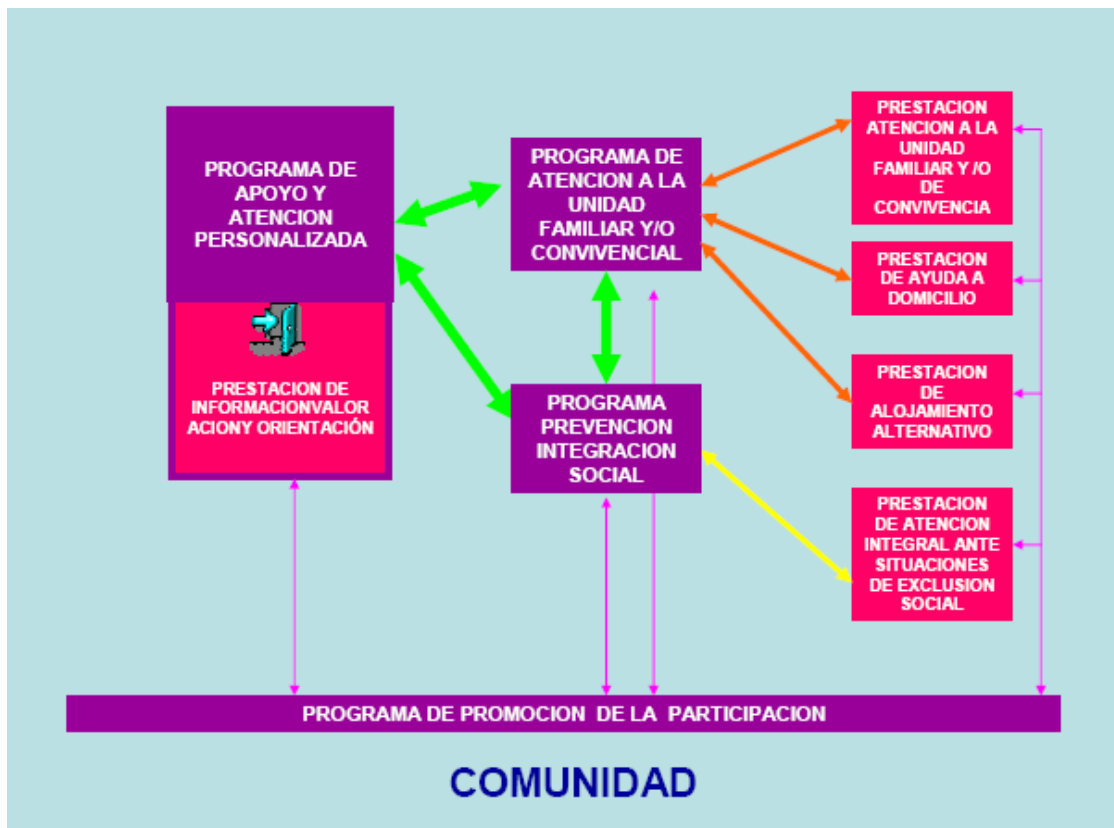 PROGRAMA DE
APOYO Y
ATENCION
PERSONALIZADA
PRESTACION DE
INFORMACIONVALOR
ACIONY ORIENTACIÓN
PROGRAMA DE
ATENCION A LA
UNIDAD
FAMILIAR Y/O
CONVIVENCIAL
PROGRAMA
PREVENCION
INTEGRACION
SOCIAL
PRESTACION
ATENCION A LA
UNIDAD
FAMILIAR Y /O
DE
CONVIVENCIA
PRESTACION
DE AYUDA A
DOMICILIO
PRESTACION
DE
ALOJAMIENTO
ALTERNATIVO
PRESTACION
DE ATENCION
INTEGRAL ANTE
SITUACIONES
DE EXCLUSION
SOCIAL
PROGRAMA DE PROMOCION DE LA PARTICIPACION
COMUNIDAD